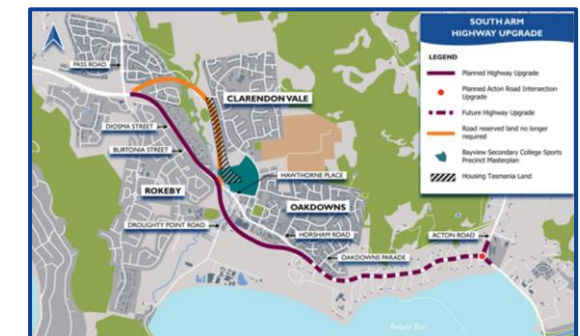 SOUTH ARM
HIGHWAY UPGRADE
LEGEND
Planned Highway Upgrade
Planned Acton Road Intersection
Upgrade
Future Highway Upgrade
Road reserved land no longer
required
Bayview Secondary College Sports
Precinct Masterplan
Housing Tasmania Land
PASS ROAD
CLARENDON VALE
DIOSMA STREET
BURTONIA STREET
HAWTHORNE PLACE
ROKEBY
OAKDOWNS
DROUGHTY POINT ROAD
HORSHAM ROAD
ACTON ROAD
OAKDOWNS PARADE
Ralphs Bay